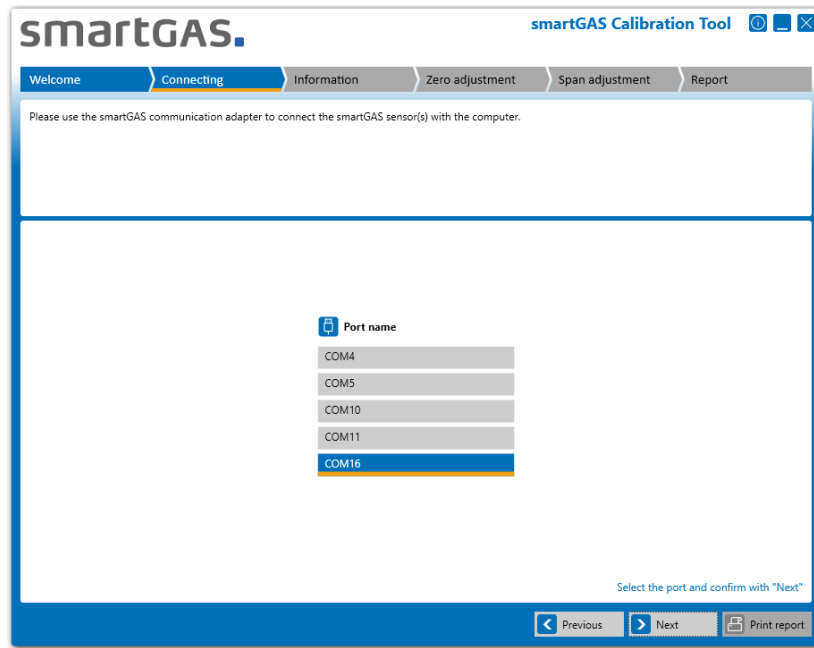 smartGAS.
smartGAS Calibration Tool
Welcome
Connecting
Information
Zero adjustment
Span adjustment
Report
Please use the smartGAS communication adapter to connect the smartGAS sensor(s) with the computer.
Port name
COM4
COM5
COM10
COM11
COM16
Select the port and confirm with "Next"
Previous
Next
Print report